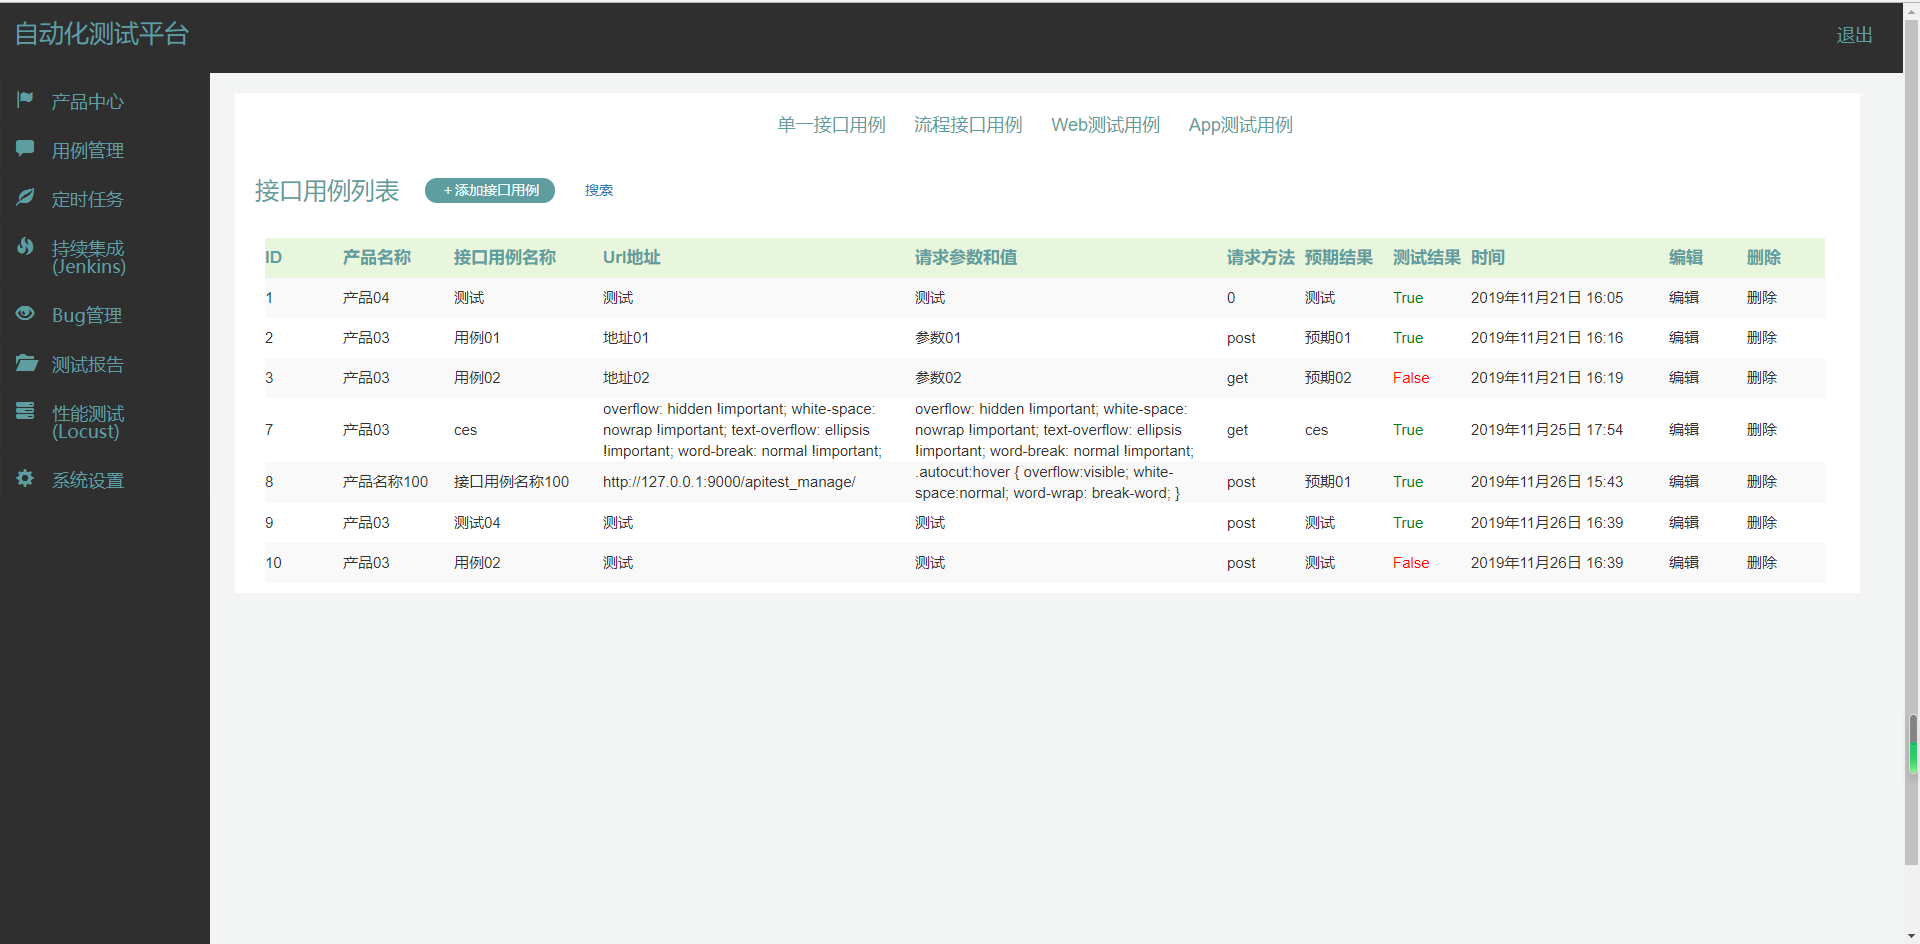 自动化测试平台
退出
产品中心
用例管理
定时任务
持续集成
(Jenkins)
Bug管理
测试报告
性能测试
(Locust)
系统设置
单一接口用例 流程接口用例 Web测试用例 App测试用例
接口用例列表 +添加接口用例 搜索
ID 产品名称 接口用例名称 Url地址 请求参数和值 请求方法 预期结果 测试结果 时间 编辑 删除
1 产品04 测试 测试 测试 0 测试 True 2019年11月21日 16:05 编辑 删除
2 产品03 用例01 地址01 参数01 post 预期01 True 2019年11月21日 16:16 编辑 删除
3 产品03 用例02 地址02 参数02 get 预期02 False 2019年11月21日 16:19 编辑 删除
overflow: hidden !important; white-space: overflow: hidden !important; white-space:
7 产品03 ces nowrap !important; text-overflow: ellipsis nowrap !important; text-overflow: ellipsis get ces True 2019年11月25日 17:54 编辑 删除
!important; word-break: normal !important; !important; word-break: normal !important;
.autocut:hover { overflow:visible; white-
8 产品名称100 接口用例名称100 http://127.0.0.1:9000/apitest_manage/ post 预期01 True 2019年11月26日 15:43 编辑 删除
space:normal; word-wrap: break-word; }
9 产品03 测试04 测试 测试 post 测试 True 2019年11月26日 16:39 编辑 删除
10 产品03 用例02 测试 测试 post 测试 False 2019年11月26日 16:39 编辑 删除